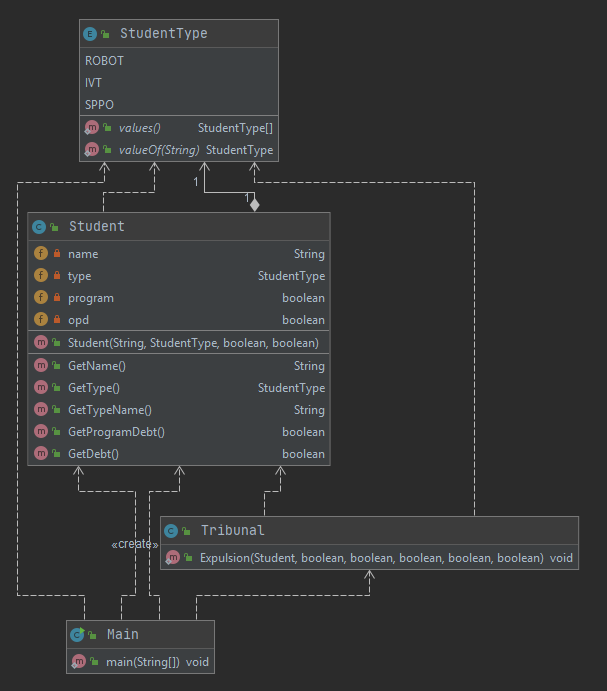 StudentType
ROBOT
IVT
SPPO
values() StudentType[]
valueOf(String) StudentType
1
1
Student
name String
type StudentType
program boolean
opd boolean
Student(String, StudentType, boolean, boolean)
GetName() String
GetType() StudentType
GetTypeName() String
GetProgramDebt() boolean
GetDebt() boolean
Tribunal
«create»
Expulsion(Student, boolean, boolean, boolean, boolean, boolean) void
Main
main(String[]) void